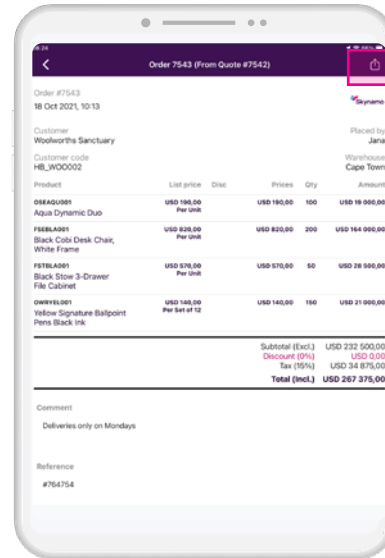 8:24
66%
Order 7543 (From Quote #7542)
Order #7543
18 Oct 2021, 10:13
Skynamo
Customer
Placed by
Woolworths Sanctuary
Jana
Customer code
Warehouse
HB_WOO002
Cape Town
Product List price Disc Prices Qty Amount
OSEAQU001 USD 190,00 USD 190,00 100 USD 19 000,00
Per Unit
Aqua Dynamic Duo
FSEBLA001 USD 820,00 USD 820,00 200 USD 164 000,00
Per Unit
Black Cobi Desk Chair,
White Frame
FSTBLA001 USD 570,00 USD 570,00 50 USD 28 500,00
Per Unit
Black Stow 3-Drawer
File Cabinet
OWRYEL001 USD 140,00 USD 140,00 150 USD 21 000,00
Per Set of 12
Yellow Signature Ballpoint
Pens Black Ink
Subtotal (Excl.) USD 232 500,00
Discount (0%) USD 0,00
Tax (15%) USD 34 875,00
Total (Incl.) USD 267 375,00
Comment
Deliveries only on Mondays
Reference
#764754